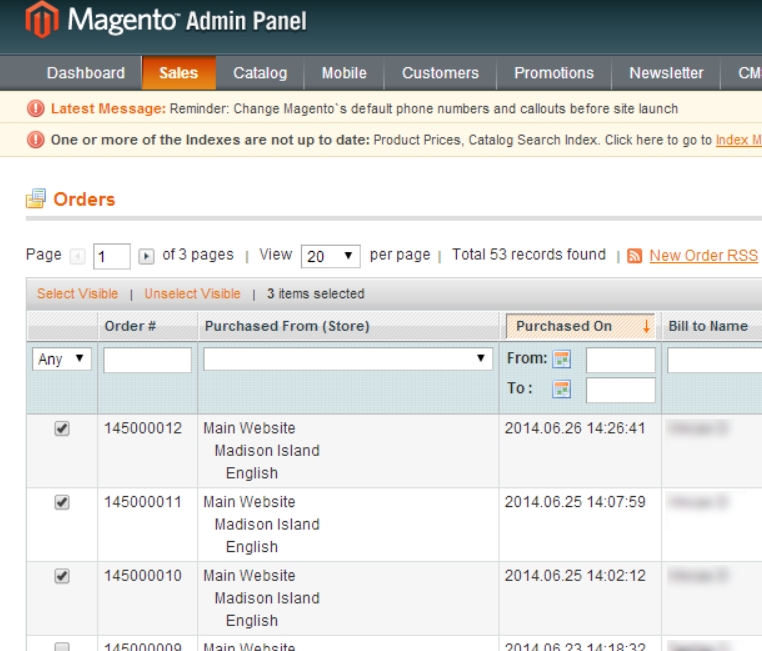 Magento™ Admin Panel
Dashboard Sales Catalog Mobile Customers Promotions Newsletter CM
Latest Message: Reminder: Change Magento`s default phone numbers and callouts before site launch
One or more of the Indexes are not up to date: Product Prices, Catalog Search Index. Click here to go to Index M
Orders
Page 1 of 3 pages | View 20 per page | Total 53 records found | New Order RSS
Select Visible | Unselect Visible | 3 items selected
Order # Purchased From (Store) Purchased On Bill to Name
Any From:
To :
145000012 Main Website 2014.06.26 14:26:41
Madison Island
English
145000011 Main Website 2014.06.25 14:07:59
Madison Island
English
145000010 Main Website 2014.06.25 14:02:12
Madison Island
English
145000009 Main Website 2014.06.23 14:18:32